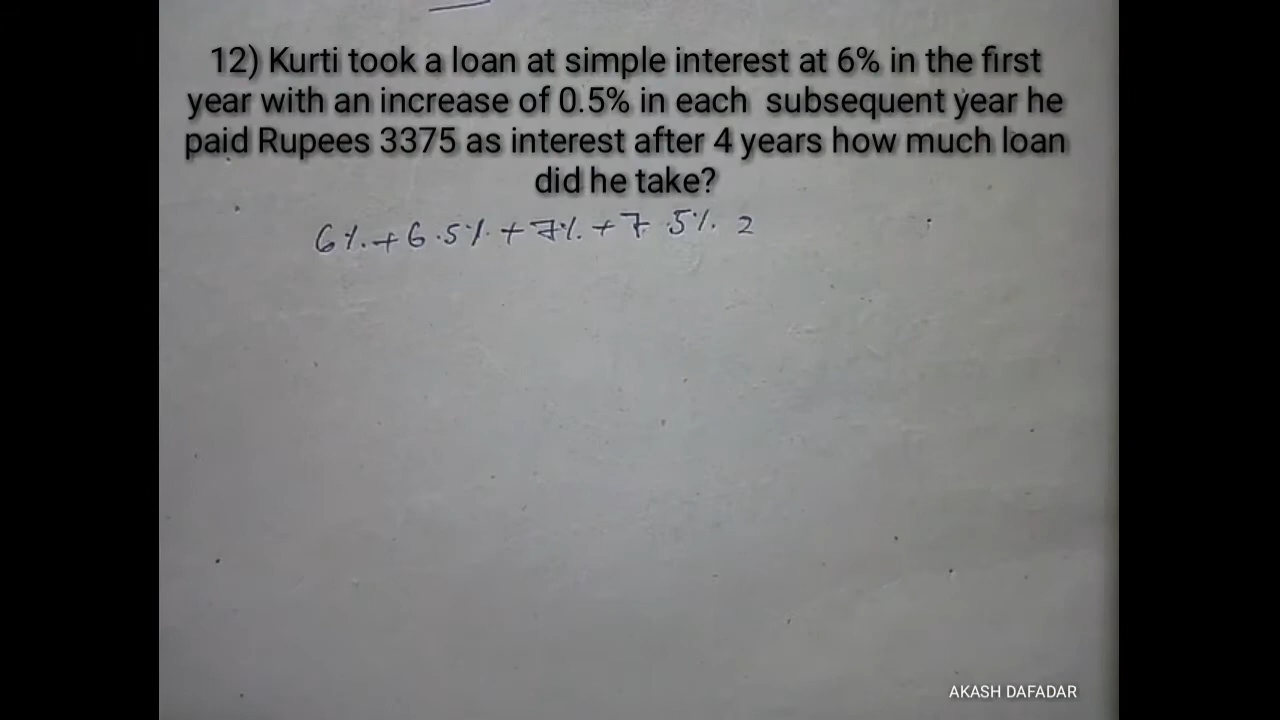 12) Kurti took a loan at simple interest at 6% in the first
year with an increase of 0.5% in each subsequent year he
paid Rupees 3375 as interest after 4 years how much loan
did he take?
6%+6.5%+7%+7.5% 2
AKASH DAFADAR